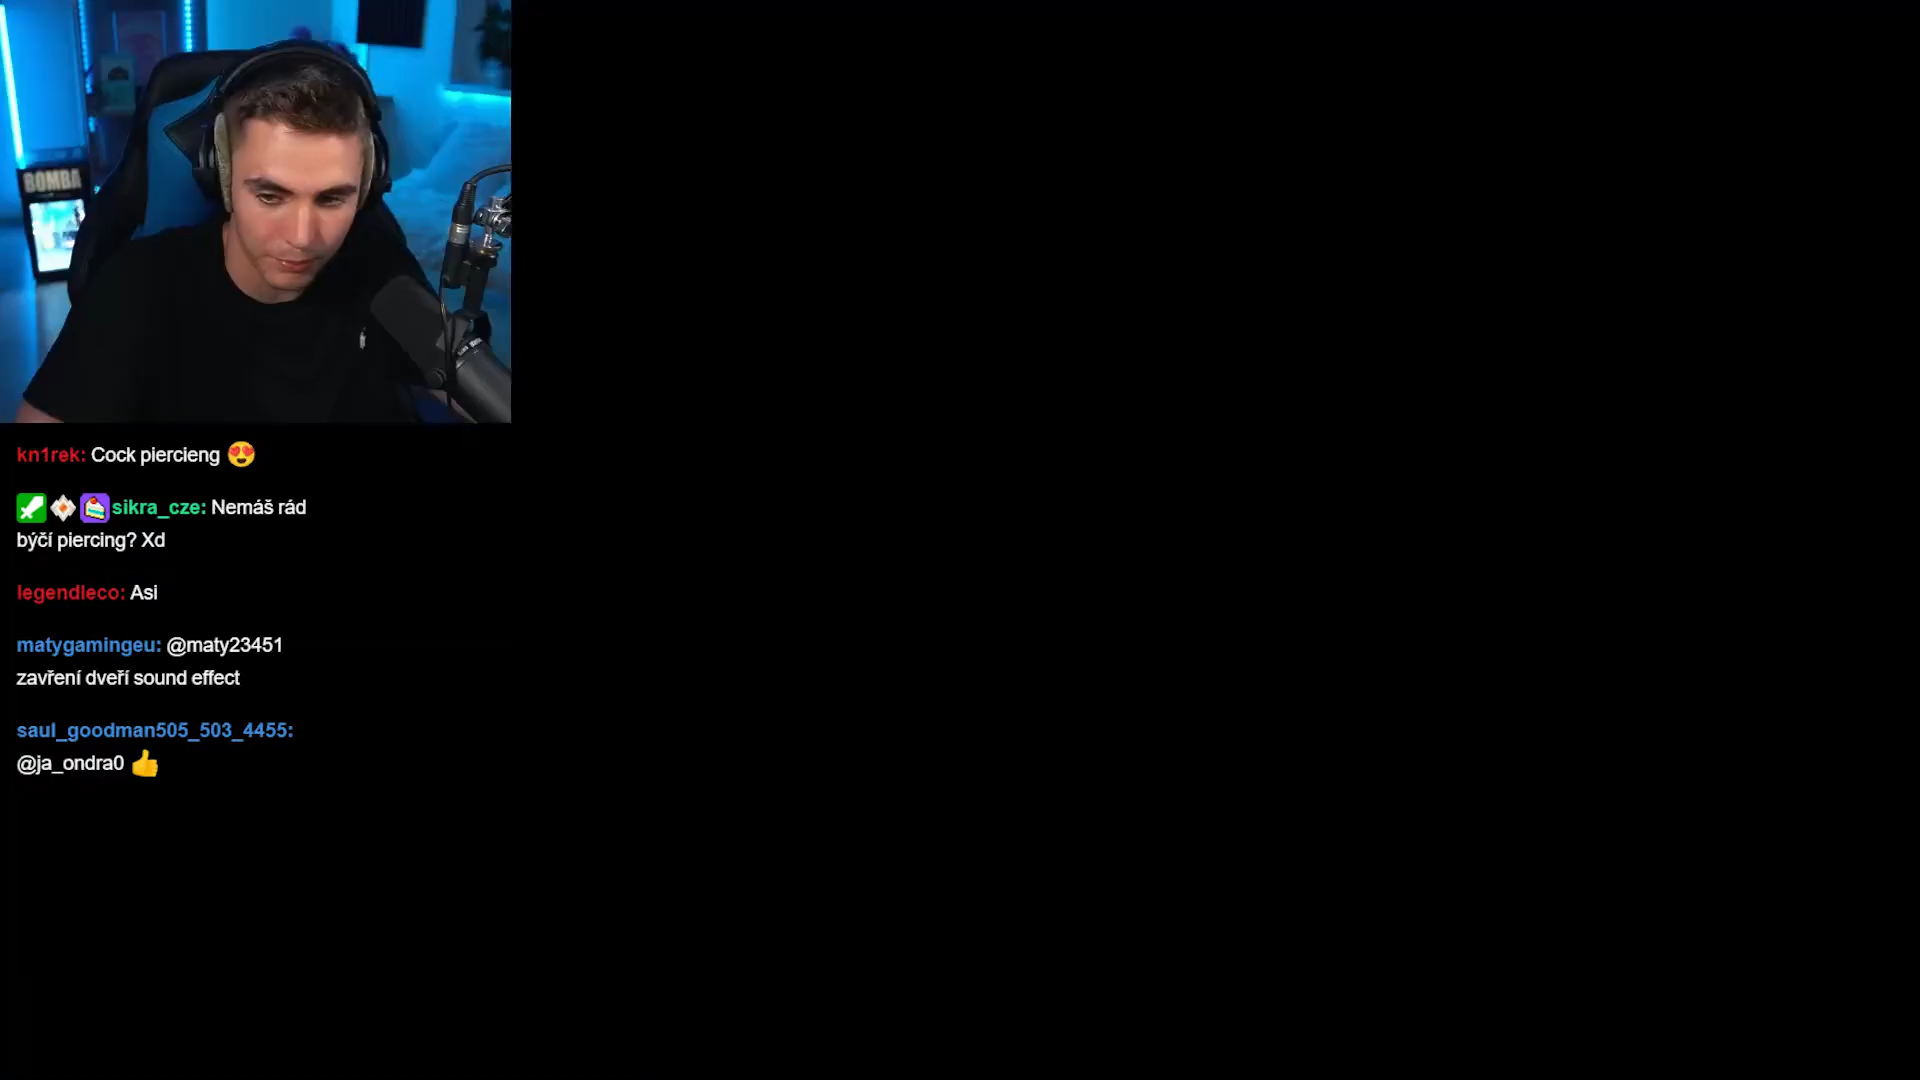 BOMBA
kn1rek: Cock piercieng 😍
sikra_cze: Nemáš rád
býčí piercing? Xd
legendleco: Asi
matygamingeu: @maty23451
zavření dveří sound effect
saul_goodman505_503_4455:
@ja_ondra0 👍